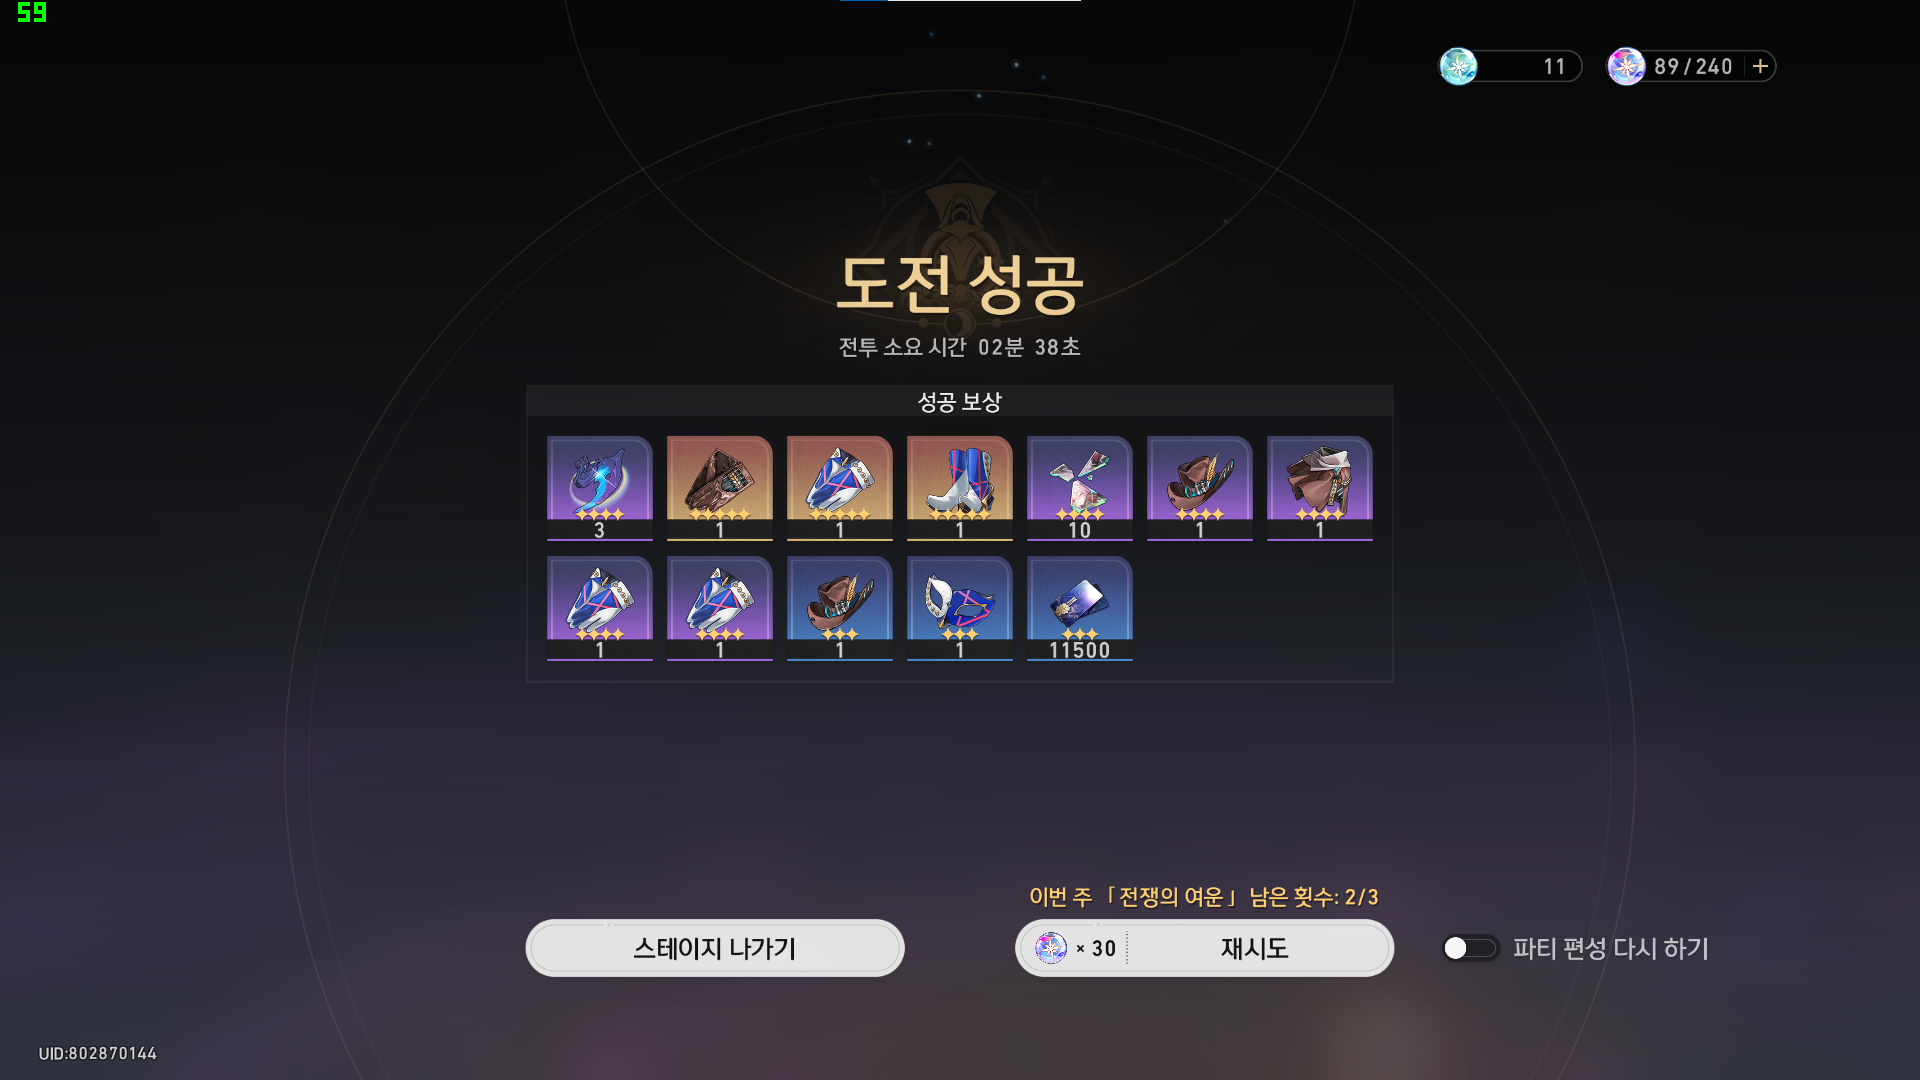 59
11
89/240 +
도전 성공
전투 소요 시간 02분 38초
성공 보상
3 1 1 1 10 1 1
1 1 1 1 11500
이번 주 「전쟁의 여운」 남은 횟수: 2/3
스테이지 나가기
× 30 재시도
파티 편성 다시 하기
UID:802870144